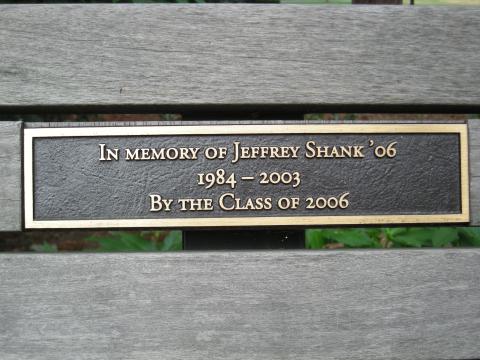 In memory of Jeffrey Shank ’06
1984 – 2003
By the Class of 2006